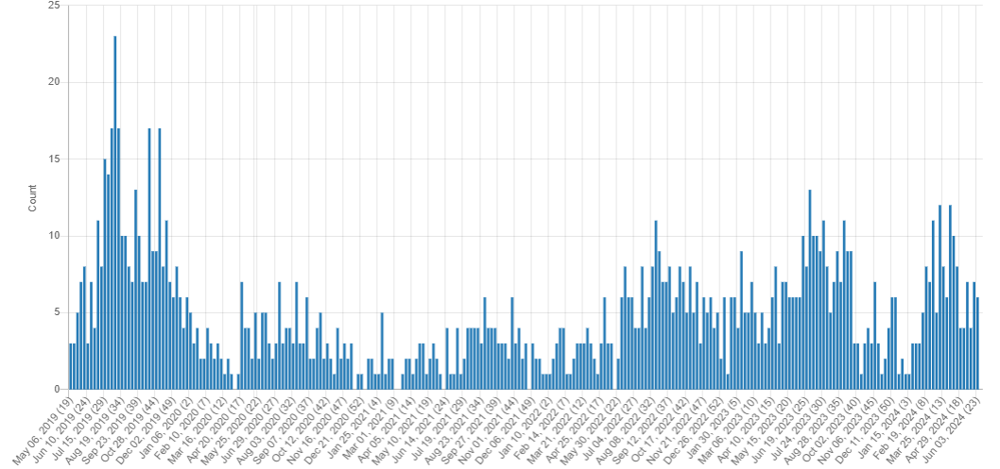 25
20
15
10
5
0
Count
May 06, 2019 (19)
Jun 10, 2019 (24)
Jul 15, 2019 (29)
Aug 19, 2019 (34)
Sep 23, 2019 (39)
Oct 28, 2019 (44)
Dec 02, 2019 (49)
Jan 06, 2020 (2)
Feb 10, 2020 (7)
Mar 16, 2020 (12)
Apr 20, 2020 (17)
May 25, 2020 (22)
Jun 29, 2020 (27)
Aug 03, 2020 (32)
Sep 07, 2020 (37)
Oct 12, 2020 (42)
Nov 16, 2020 (47)
Dec 21, 2020 (52)
Jan 25, 2021 (4)
Mar 01, 2021 (9)
Apr 05, 2021 (14)
May 10, 2021 (19)
Jun 14, 2021 (24)
Jul 19, 2021 (29)
Aug 23, 2021 (34)
Sep 27, 2021 (39)
Nov 01, 2021 (44)
Dec 06, 2021 (49)
Jan 10, 2022 (2)
Feb 14, 2022 (7)
Mar 21, 2022 (12)
Apr 25, 2022 (17)
May 30, 2022 (22)
Jul 04, 2022 (27)
Aug 08, 2022 (32)
Sep 12, 2022 (37)
Oct 17, 2022 (42)
Nov 21, 2022 (47)
Dec 26, 2022 (52)
Jan 30, 2023 (5)
Mar 06, 2023 (10)
Apr 10, 2023 (15)
May 15, 2023 (20)
Jun 19, 2023 (25)
Jul 24, 2023 (30)
Aug 28, 2023 (35)
Oct 02, 2023 (40)
Nov 06, 2023 (45)
Dec 11, 2023 (50)
Jan 15, 2024 (3)
Feb 19, 2024 (8)
Mar 25, 2024 (13)
Apr 29, 2024 (18)
Jun 03, 2024 (23)